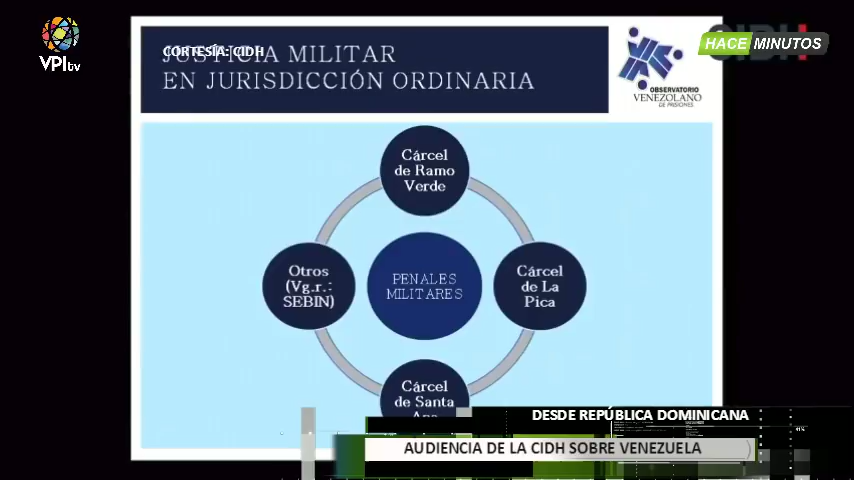 CORTESÍA: CIDH
JUSTICIA MILITAR
EN JURISDICCIÓN ORDINARIA
VPItv
HACE MINUTOS
OBSERVATORIO
VENEZOLANO
DE PRISIONES
Cárcel
de Ramo
Verde
Otros
(Vg.r.:
SEBIN)
PENALES
MILITARES
Cárcel
de La
Pica
Cárcel
de Santa
DESDE REPÚBLICA DOMINICANA
AUDIENCIA DE LA CIDH SOBRE VENEZUELA